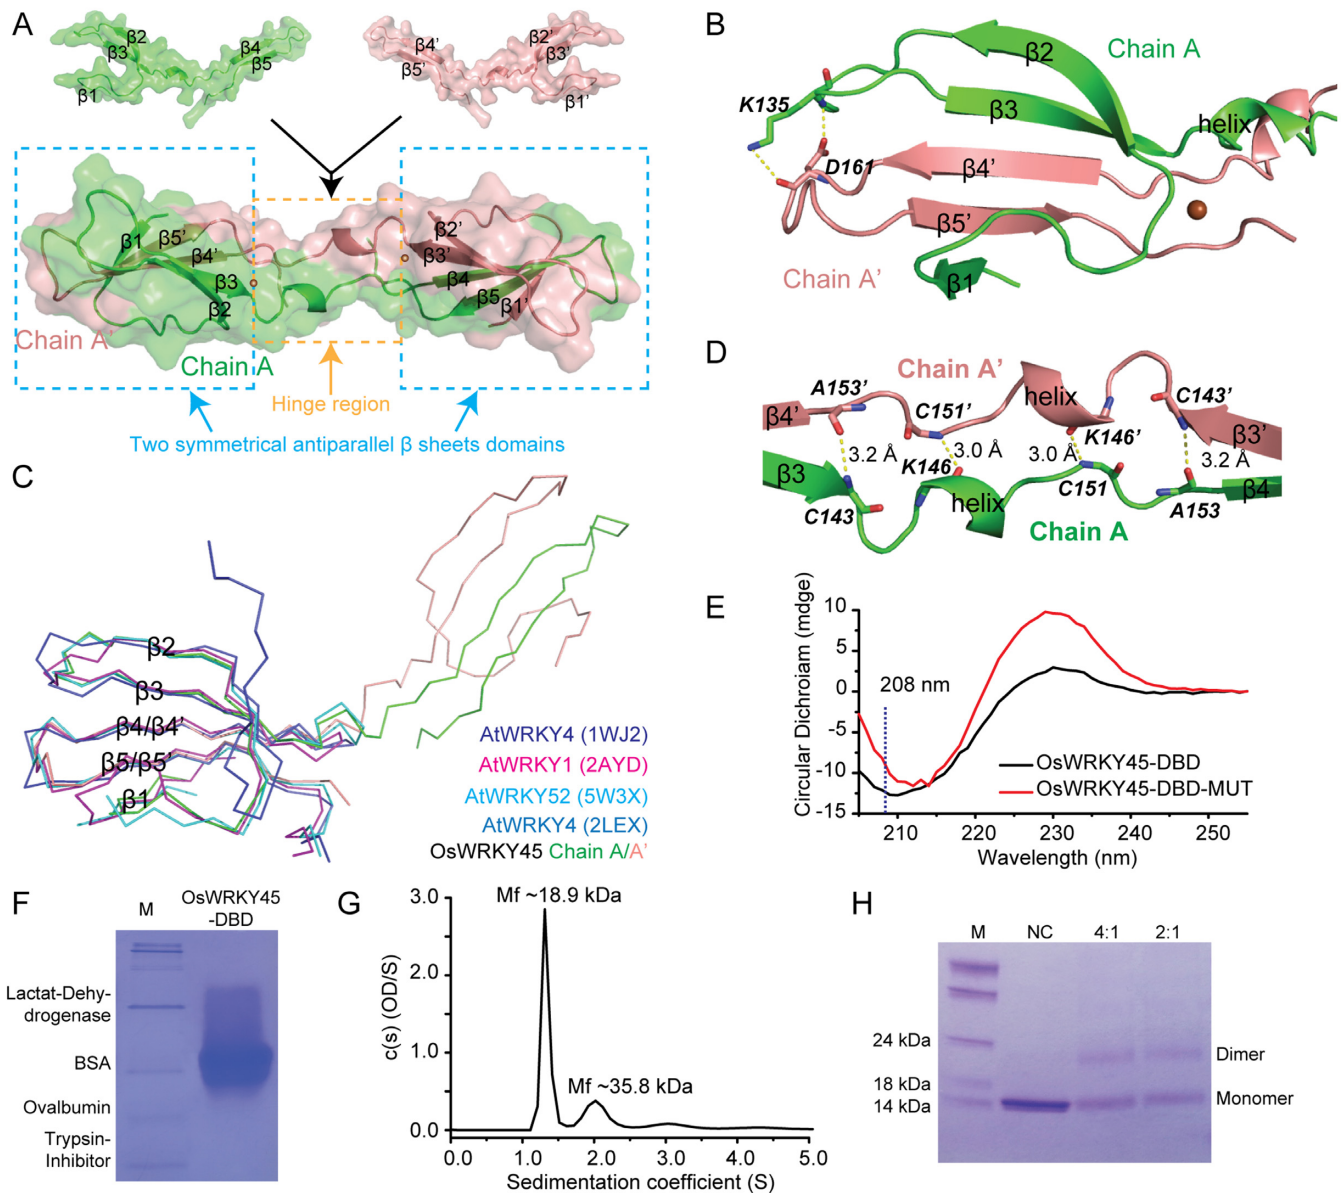 A
β2
β3
β1
β4
β5
β4'
β5'
β2'
β3'
β1'
β1
β5'
β4'
β3
β2
β2'
β3'
β4
β5
β1'
Chain A'
Chain A
Hinge region
Two symmetrical antiparallel β sheets domains
B
β2
Chain A
K135
β3
helix
D161
β4'
β5'
Chain A'
β1
C
β2
β3
β4/β4'
β5/β5'
β1
AtWRKY4 (1WJ2)
AtWRKY1 (2AYD)
AtWRKY52 (5W3X)
AtWRKY4 (2LEX)
OsWRKY45 Chain A/A'
D
Chain A'
A153'
C151'
helix
C143'
β4'
K146'
β3'
3.2 Å
3.0 Å
3.0 Å
3.2 Å
β3
K146
helix
C151
β4
C143
A153
Chain A
E
Circular Dichroiam (mdge)
10
5
0
-5
-10
-15
208 nm
OsWRKY45-DBD
OsWRKY45-DBD-MUT
210
220
230
240
250
Wavelength (nm)
F
M
OsWRKY45
-DBD
Lactat-Dehy-
drogenase
BSA
Ovalbumin
Trypsin-
Inhibitor
G
Mf ~18.9 kDa
Mf ~35.8 kDa
c(s) (OD/S)
3.0
2.0
1.0
0.0
0.0
1.0
2.0
3.0
4.0
5.0
Sedimentation coefficient (S)
H
M
NC
4:1
2:1
24 kDa
18 kDa
14 kDa
Dimer
Monomer